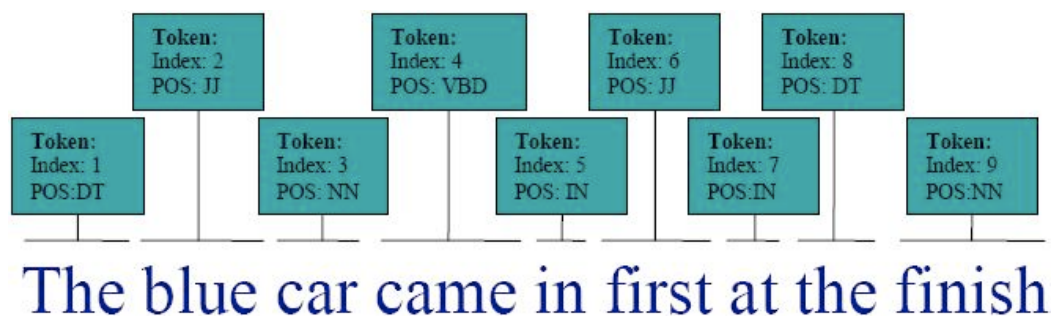 Token:
Index: 2
POS: JJ
Token:
Index: 4
POS: VBD
Token:
Index: 6
POS: JJ
Token:
Index: 8
POS: DT
Token:
Index: 1
POS:DT
Token:
Index: 3
POS: NN
Token:
Index: 5
POS: IN
Token:
Index: 7
POS:IN
Token:
Index: 9
POS:NN
The blue car came in first at the finish